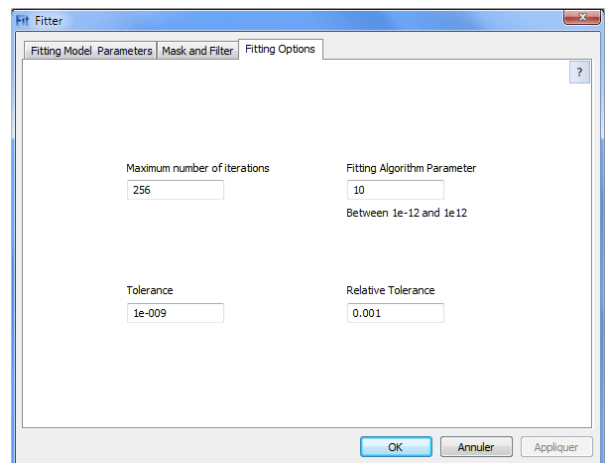 Fit Fitter
Fitting Model Parameters Mask and Filter Fitting Options
?
Maximum number of iterations Fitting Algorithm Parameter
256 10
Between 1e-12 and 1e12
Tolerance Relative Tolerance
1e-009 0.001
OK Annuler Appliquer